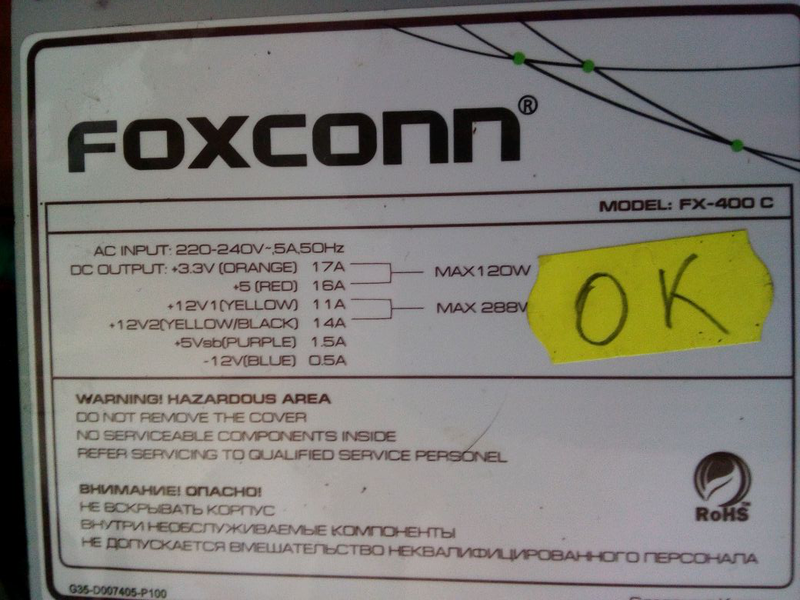 FOXCONN®
MODEL: FX-400 C
AC INPUT: 220-240V~,5A,50Hz
DC OUTPUT: +3.3V (ORANGE) 17A MAX120W
+5 (RED) 16A
+12V1(YELLOW) 11A MAX 288W
+12V2(YELLOW/BLACK) 14A
+5Vsb(PURPLE) 1.5A
-12V(BLUE) 0.5A
OK
WARNING! HAZARDOUS AREA
DO NOT REMOVE THE COVER
NO SERVICEABLE COMPONENTS INSIDE
REFER SERVICING TO QUALIFIED SERVICE PERSONEL
ВНИМАНИЕ! ОПАСНО!
НЕ ВСКРЫВАТЬ КОРПУС
ВНУТРИ НЕОБСЛУЖИВАЕМЫЕ КОМПОНЕНТЫ
НЕ ДОПУСКАЕТСЯ ВМЕШАТЕЛЬСТВО НЕКВАЛИФИЦИРОВАННОГО ПЕРСОНАЛА
RoHS
G35-D007405-P100